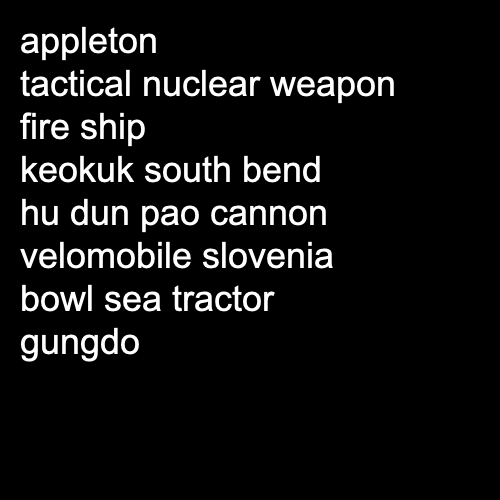 appleton
tactical nuclear weapon
fire ship
keokuk south bend
hu dun pao cannon
velomobile slovenia
bowl sea tractor
gungdo